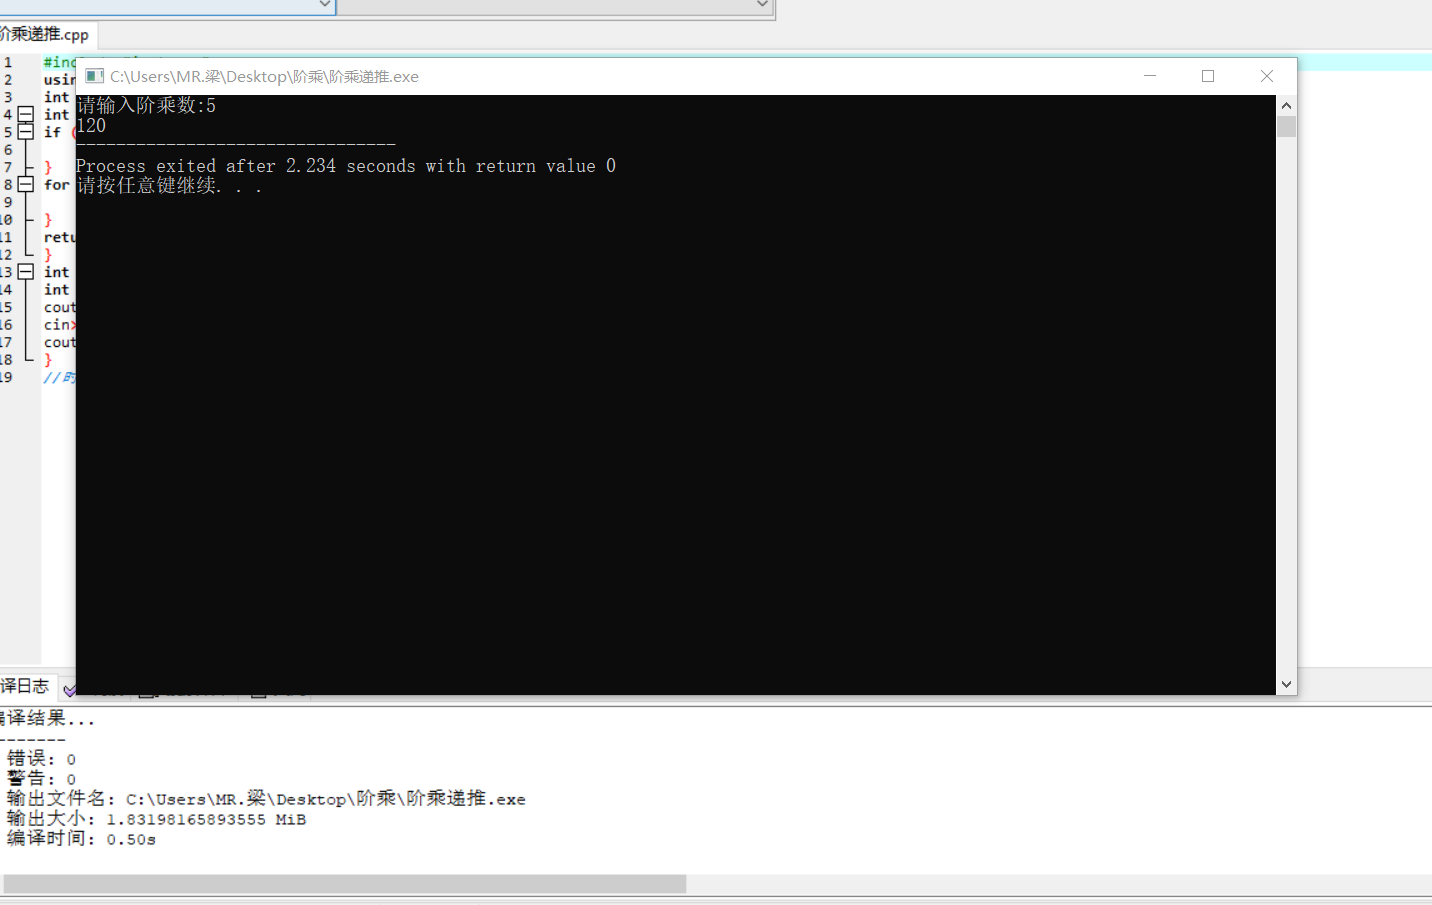 阶乘递推.cpp
C:\Users\MR.梁\Desktop\阶乘\阶乘递推.exe
请输入阶乘数:5
120
--------------------------------
Process exited after 2.234 seconds with return value 0
请按任意键继续. . .
1
2
3 int
4 int
5 if (
6
7 }
8 for
9
10 }
11
12 }
13 int
14 int
15 cout
16 cin>
17 cout
18 }
19 //时
译日志
编译结果...
-------
错误: 0
警告: 0
输出文件名: C:\Users\MR.梁\Desktop\阶乘\阶乘递推.exe
输出大小: 1.83198165893555 MiB
编译时间: 0.50s